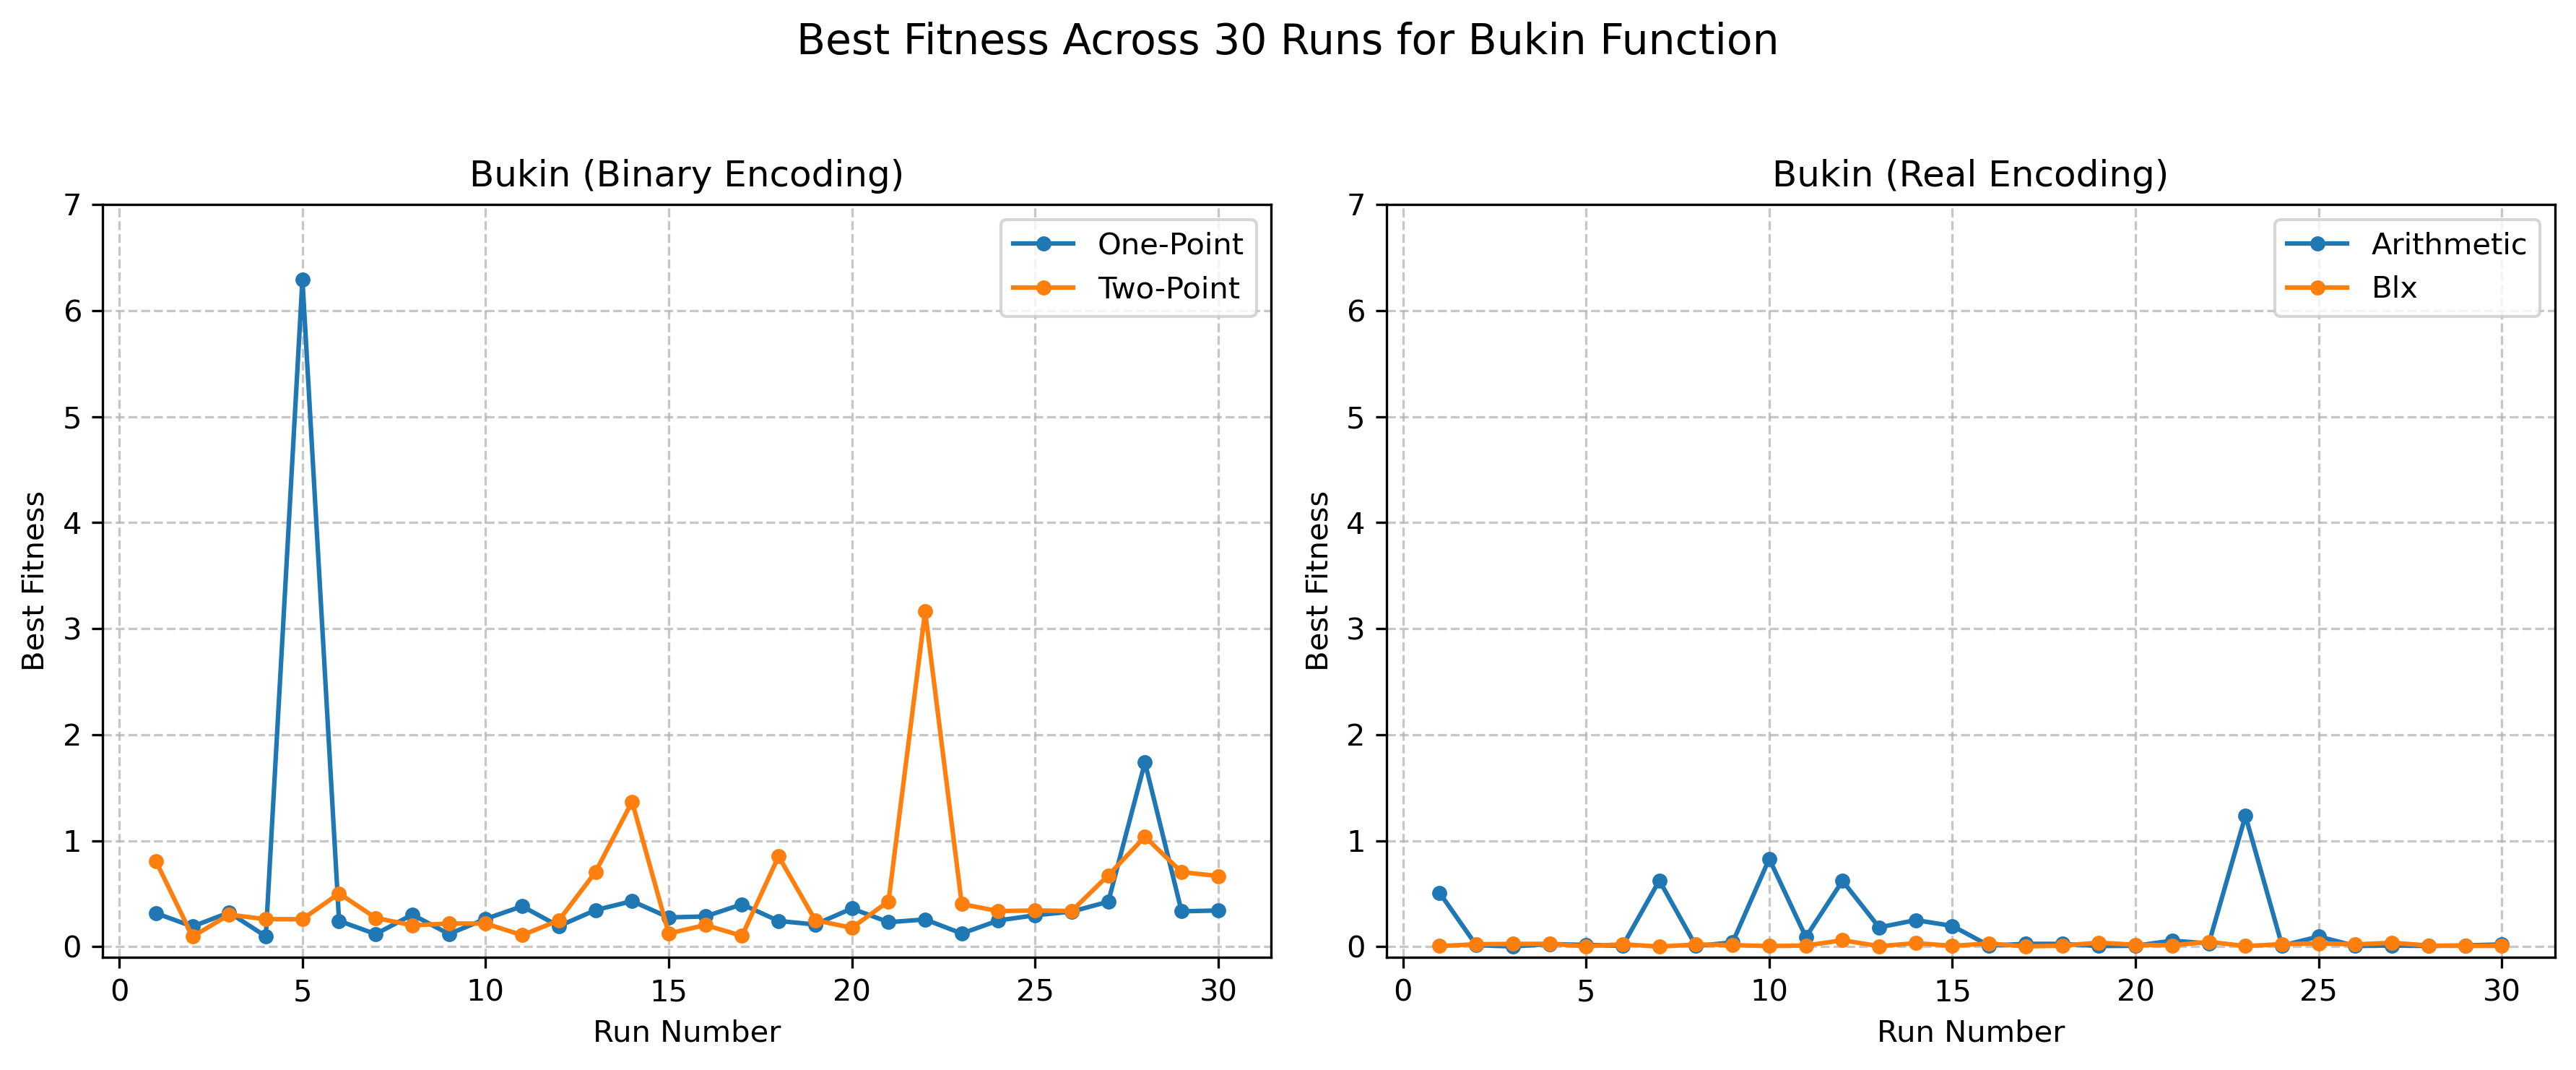 Best Fitness Across 30 Runs for Bukin Function
Bukin (Binary Encoding)
7
6
5
4
3
2
1
0
Best Fitness
One-Point
Two-Point
0 5 10 15 20 25 30
Run Number
Bukin (Real Encoding)
7
6
5
4
3
2
1
0
Best Fitness
Arithmetic
Blx
0 5 10 15 20 25 30
Run Number